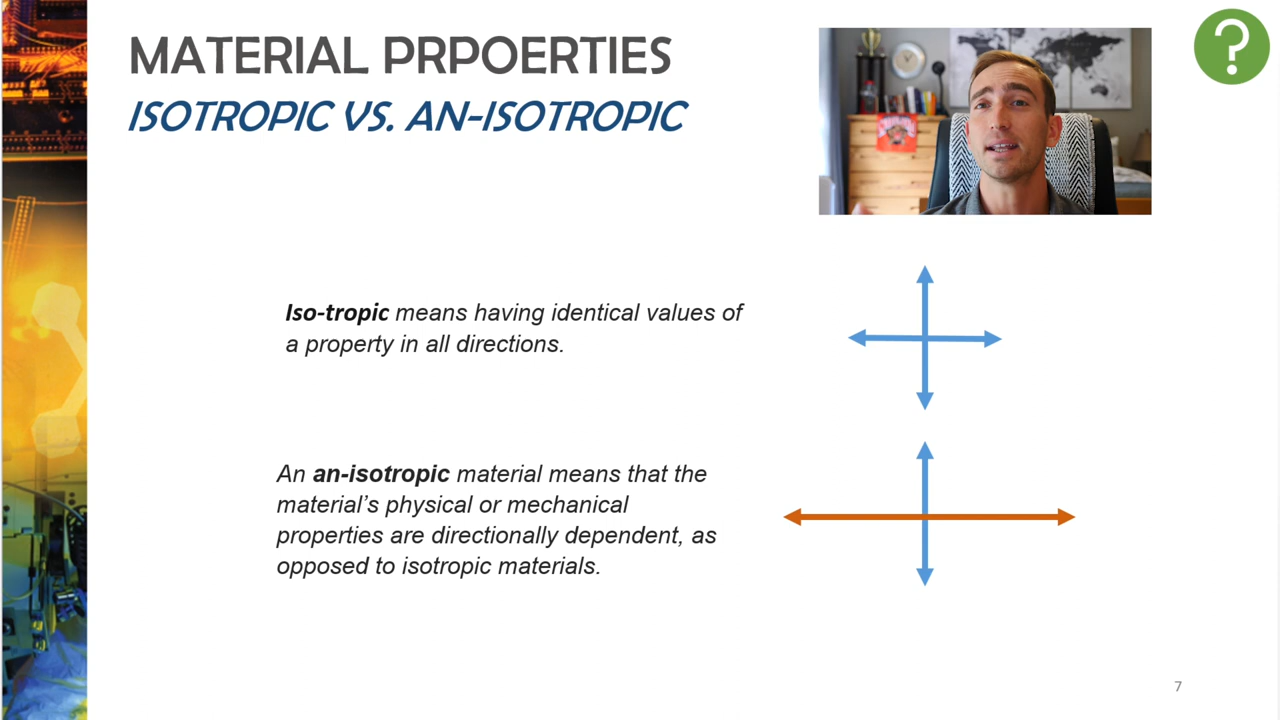 MATERIAL PRPOERTIES
ISOTROPIC VS. AN-ISOTROPIC
?
Iso-tropic means having identical values of
a property in all directions.
An an-isotropic material means that the
material’s physical or mechanical
properties are directionally dependent, as
opposed to isotropic materials.
7